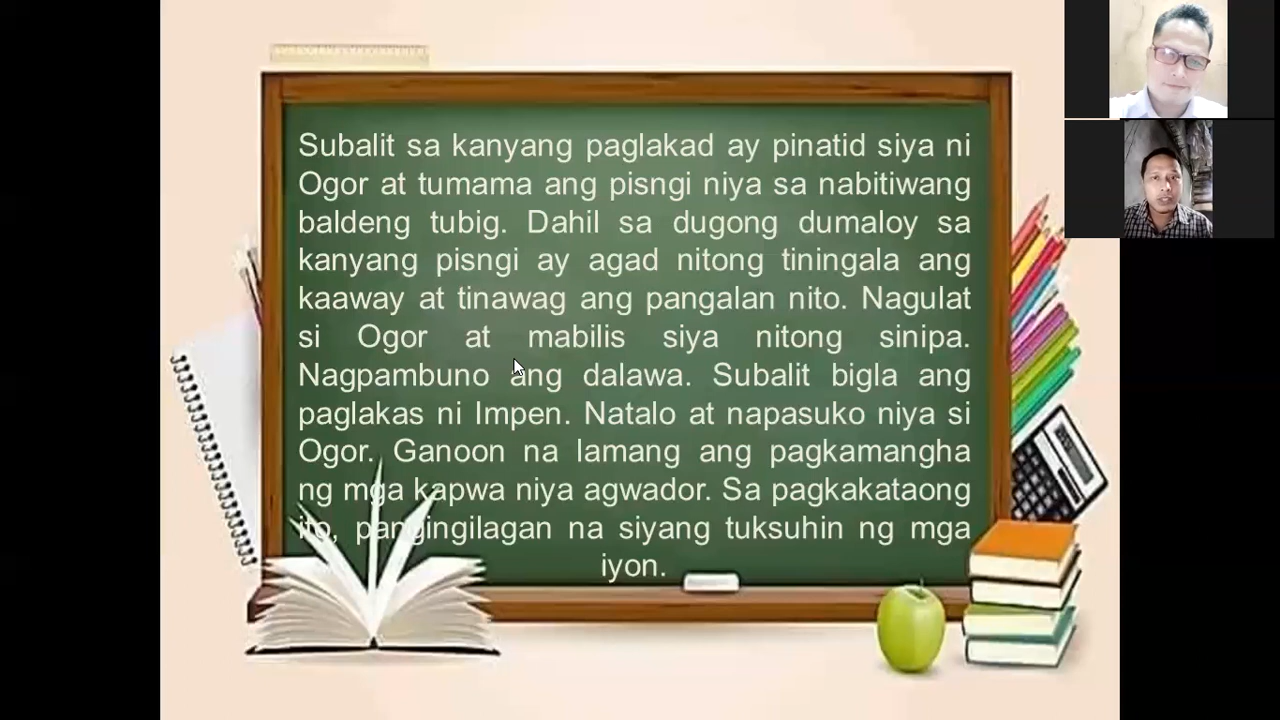 Subalit sa kanyang paglakad ay pinatid siya ni
Ogor at tumama ang pisngi niya sa nabitiwang
baldeng tubig. Dahil sa dugong dumaloy sa
kanyang pisngi ay agad nitong tiningala ang
kaaway at tinawag ang pangalan nito. Nagulat
si Ogor at mabilis siya nitong sinipa.
Nagpambuno ang dalawa. Subalit bigla ang
paglakas ni Impen. Natalo at napasuko niya si
Ogor. Ganoon na lamang ang pagkamangha
ng mga kapwa niya agwador. Sa pagkakataong
ito, pangingilagan na siyang tuksuhin ng mga
iyon.